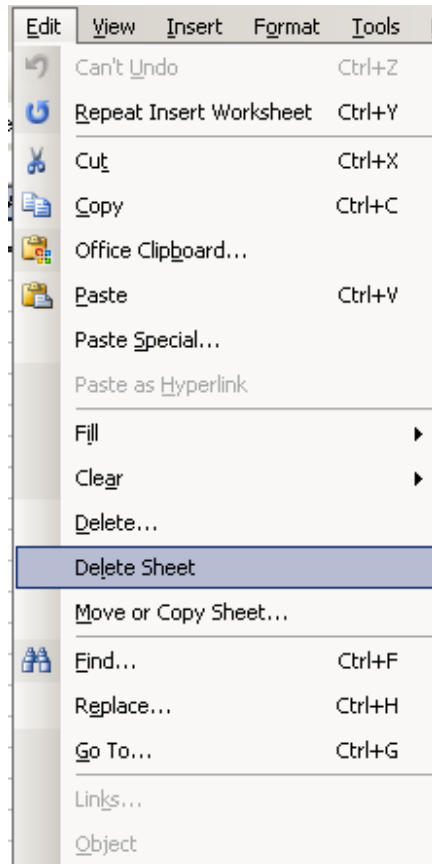 Edit View Insert Format Tools
Can't Undo Ctrl+Z
Repeat Insert Worksheet Ctrl+Y
Cut Ctrl+X
Copy Ctrl+C
Office Clipboard...
Paste Ctrl+V
Paste Special...
Paste as Hyperlink
Fill
Clear
Delete...
Delete Sheet
Move or Copy Sheet...
Find... Ctrl+F
Replace... Ctrl+H
Go To... Ctrl+G
Links...
Object